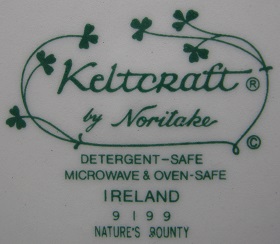 Keltcraft ®
by Noritake
©
DETERGENT-SAFE
MICROWAVE & OVEN-SAFE
IRELAND
9199
NATURE'S BOUNTY